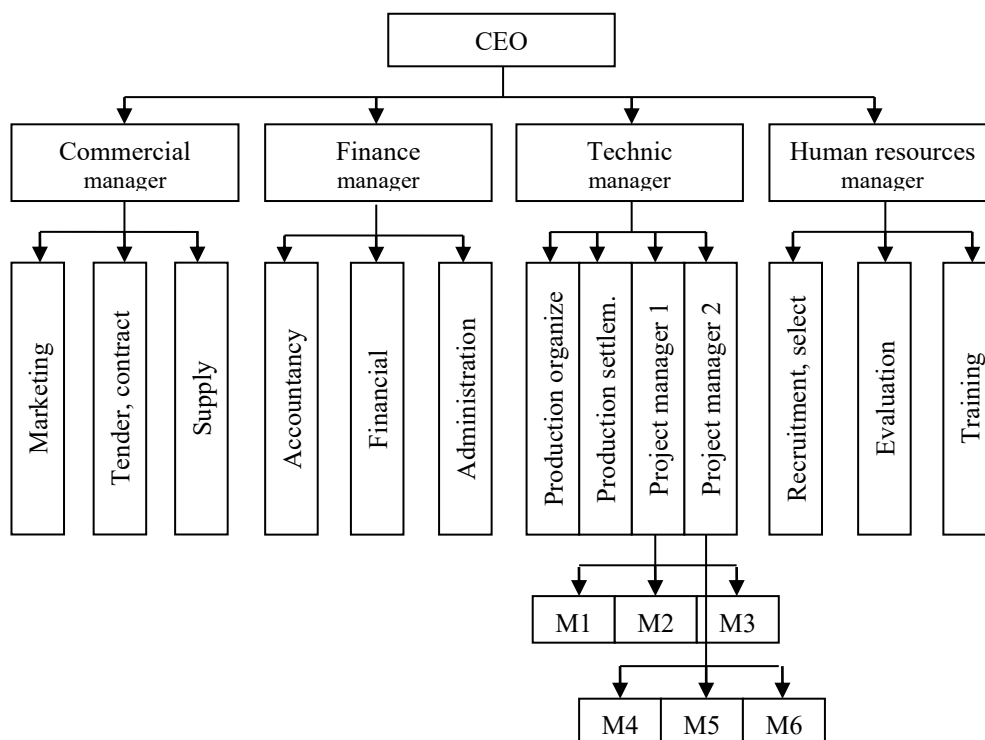 CEO
Commercial
manager
Finance
manager
Technic
manager
Human resources
manager
Marketing
Tender, contract
Supply
Accountancy
Financial
Administration
Production organize
Production settlem.
Project manager 1
Project manager 2
Recruitment, select
Evaluation
Training
M1
M2
M3
M4
M5
M6